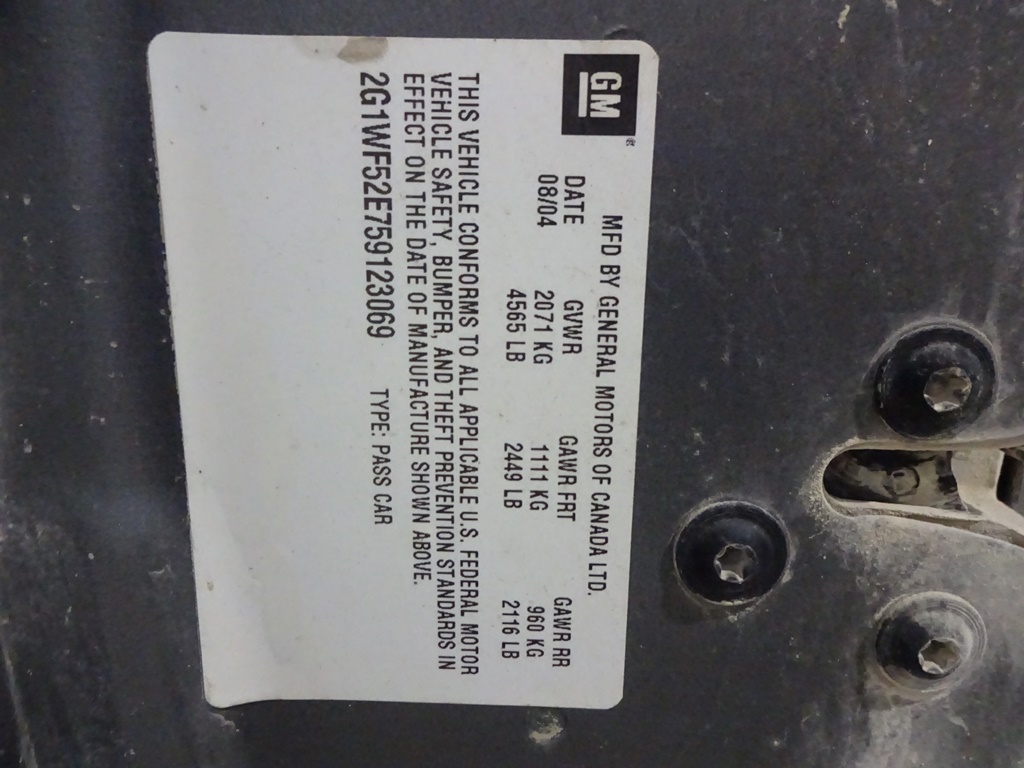 GM
MFD BY GENERAL MOTORS OF CANADA LTD.
DATE GVWR GAWR FRT GAWR RR
08/04 2071 KG 1111 KG 960 KG
4565 LB 2449 LB 2116 LB
THIS VEHICLE CONFORMS TO ALL APPLICABLE U.S. FEDERAL MOTOR
VEHICLE SAFETY, BUMPER, AND THEFT PREVENTION STANDARDS IN
EFFECT ON THE DATE OF MANUFACTURE SHOWN ABOVE.
2G1WF52E759123069 TYPE: PASS CAR